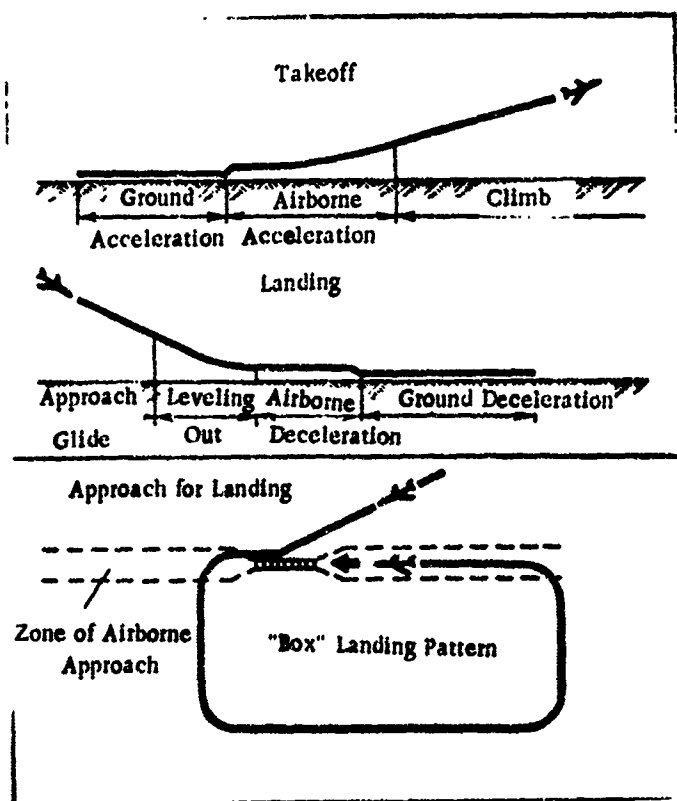 Takeoff
Ground Airborne Climb
Acceleration Acceleration
Landing
Approach Leveling Airborne Ground Deceleration
Glide Out Deceleration
Approach for Landing
Zone of Airborne
Approach
"Box" Landing Pattern